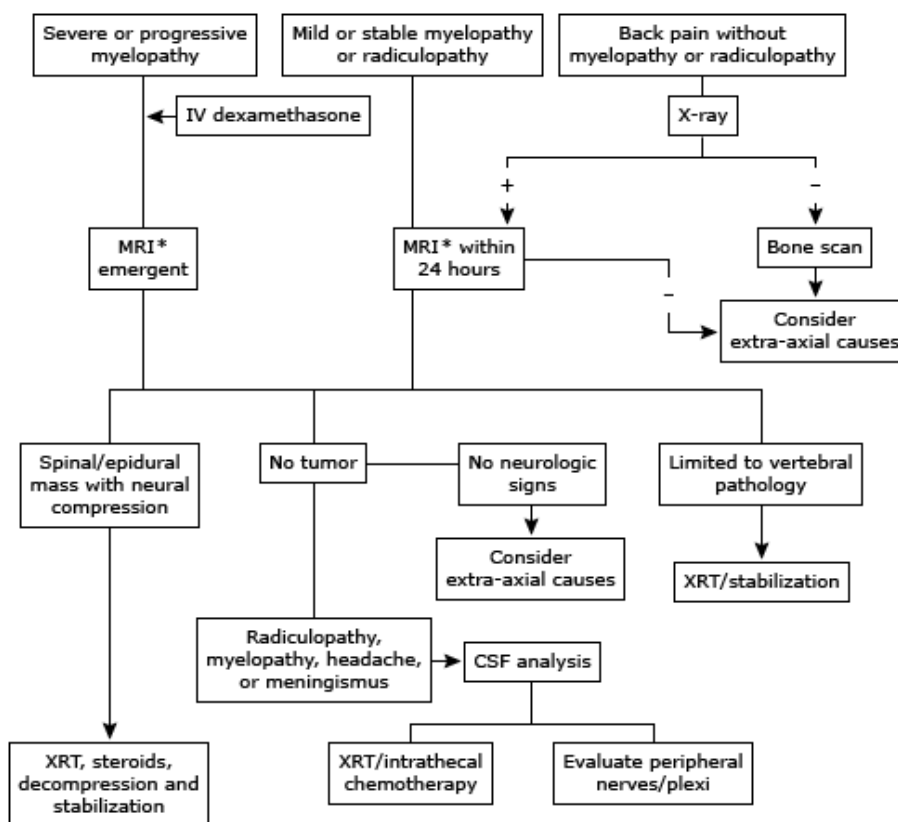 Severe or progressive
myelopathy
Mild or stable myelopathy
or radiculopathy
Back pain without
myelopathy or radiculopathy
IV dexamethasone
X-ray
+
–
MRI*
emergent
MRI* within
24 hours
Bone scan
–
Consider
extra-axial causes
Spinal/epidural
mass with neural
compression
No tumor
No neurologic
signs
Limited to vertebral
pathology
Consider
extra-axial causes
XRT/stabilization
Radiculopathy,
myelopathy, headache,
or meningismus
CSF analysis
XRT, steroids,
decompression and
stabilization
XRT/intrathecal
chemotherapy
Evaluate peripheral
nerves/plexi